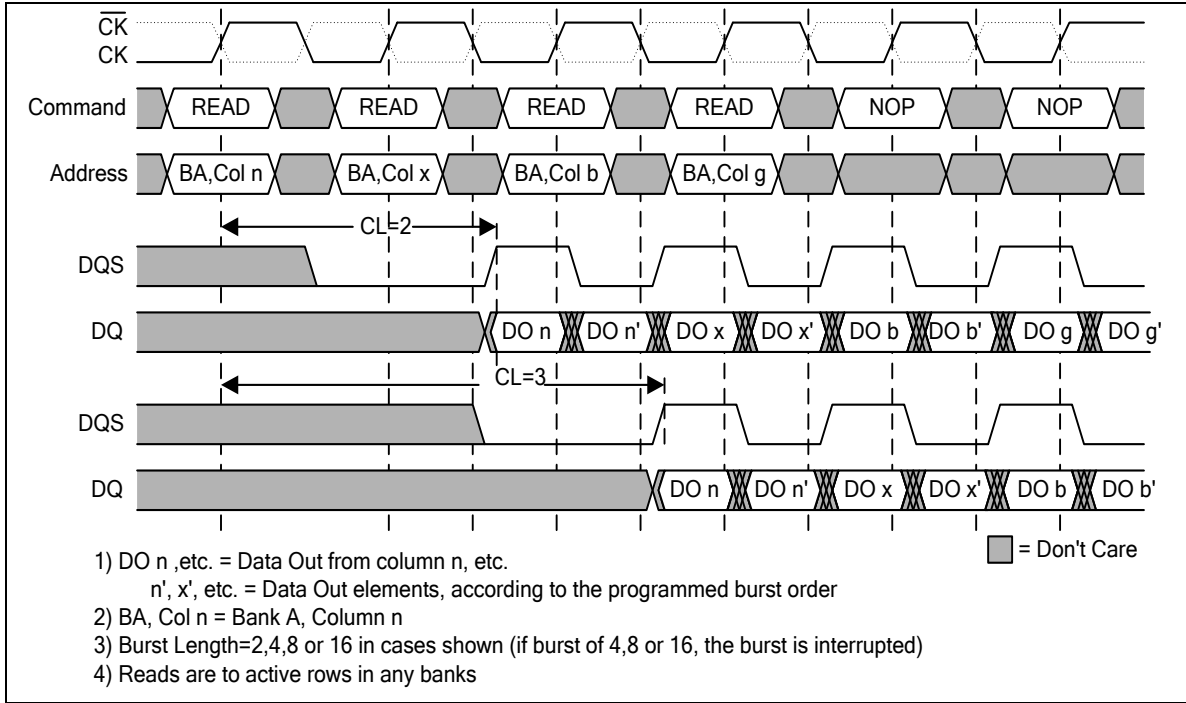 CK
CK
Command READ READ READ READ NOP NOP
Address BA,Col n BA,Col x BA,Col b BA,Col g
CL=2
DQS
DQ DO n DO n' DO x DO x' DO b DO b' DO g DO g'
CL=3
DQS
DQ DO n DO n' DO x DO x' DO b DO b'
= Don't Care
1) DO n ,etc. = Data Out from column n, etc.
n', x', etc. = Data Out elements, according to the programmed burst order
2) BA, Col n = Bank A, Column n
3) Burst Length=2,4,8 or 16 in cases shown (if burst of 4,8 or 16, the burst is interrupted)
4) Reads are to active rows in any banks